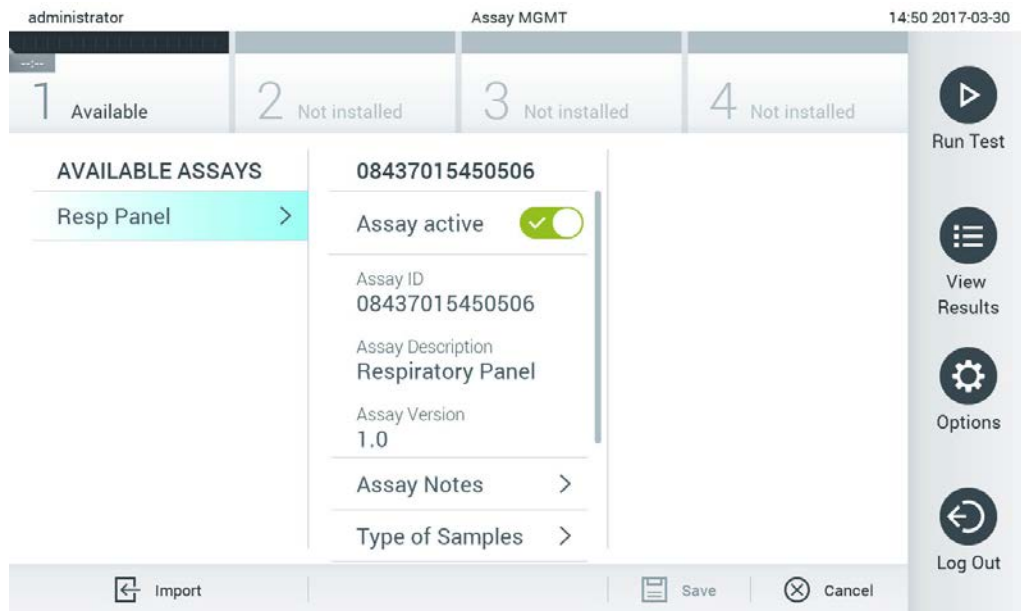 administrator
Assay MGMT
14:50 2017-03-30
--:--
1 Available
2 Not installed
3 Not installed
4 Not installed
Run Test
AVAILABLE ASSAYS
Resp Panel
08437015450506
Assay active
Assay ID
08437015450506
Assay Description
Respiratory Panel
Assay Version
1.0
Assay Notes
Type of Samples
View
Results
Options
Log Out
Import
Save
Cancel